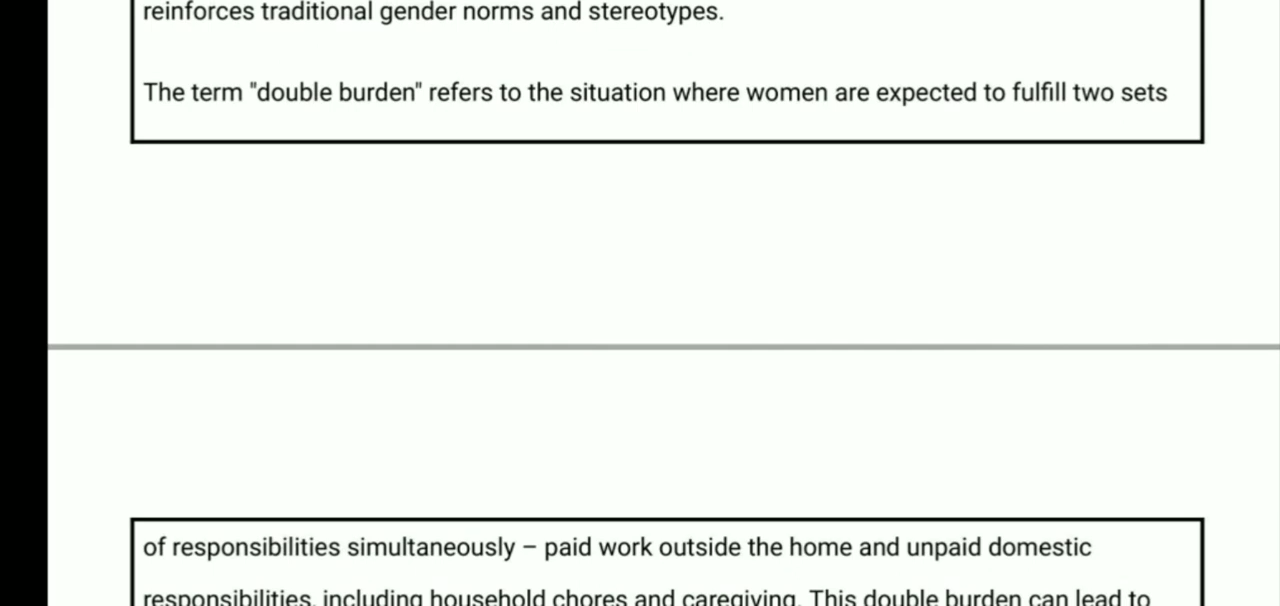 reinforces traditional gender norms and stereotypes.
The term "double burden" refers to the situation where women are expected to fulfill two sets
of responsibilities simultaneously – paid work outside the home and unpaid domestic
responsibilities, including household chores and caregiving. This double burden can lead to